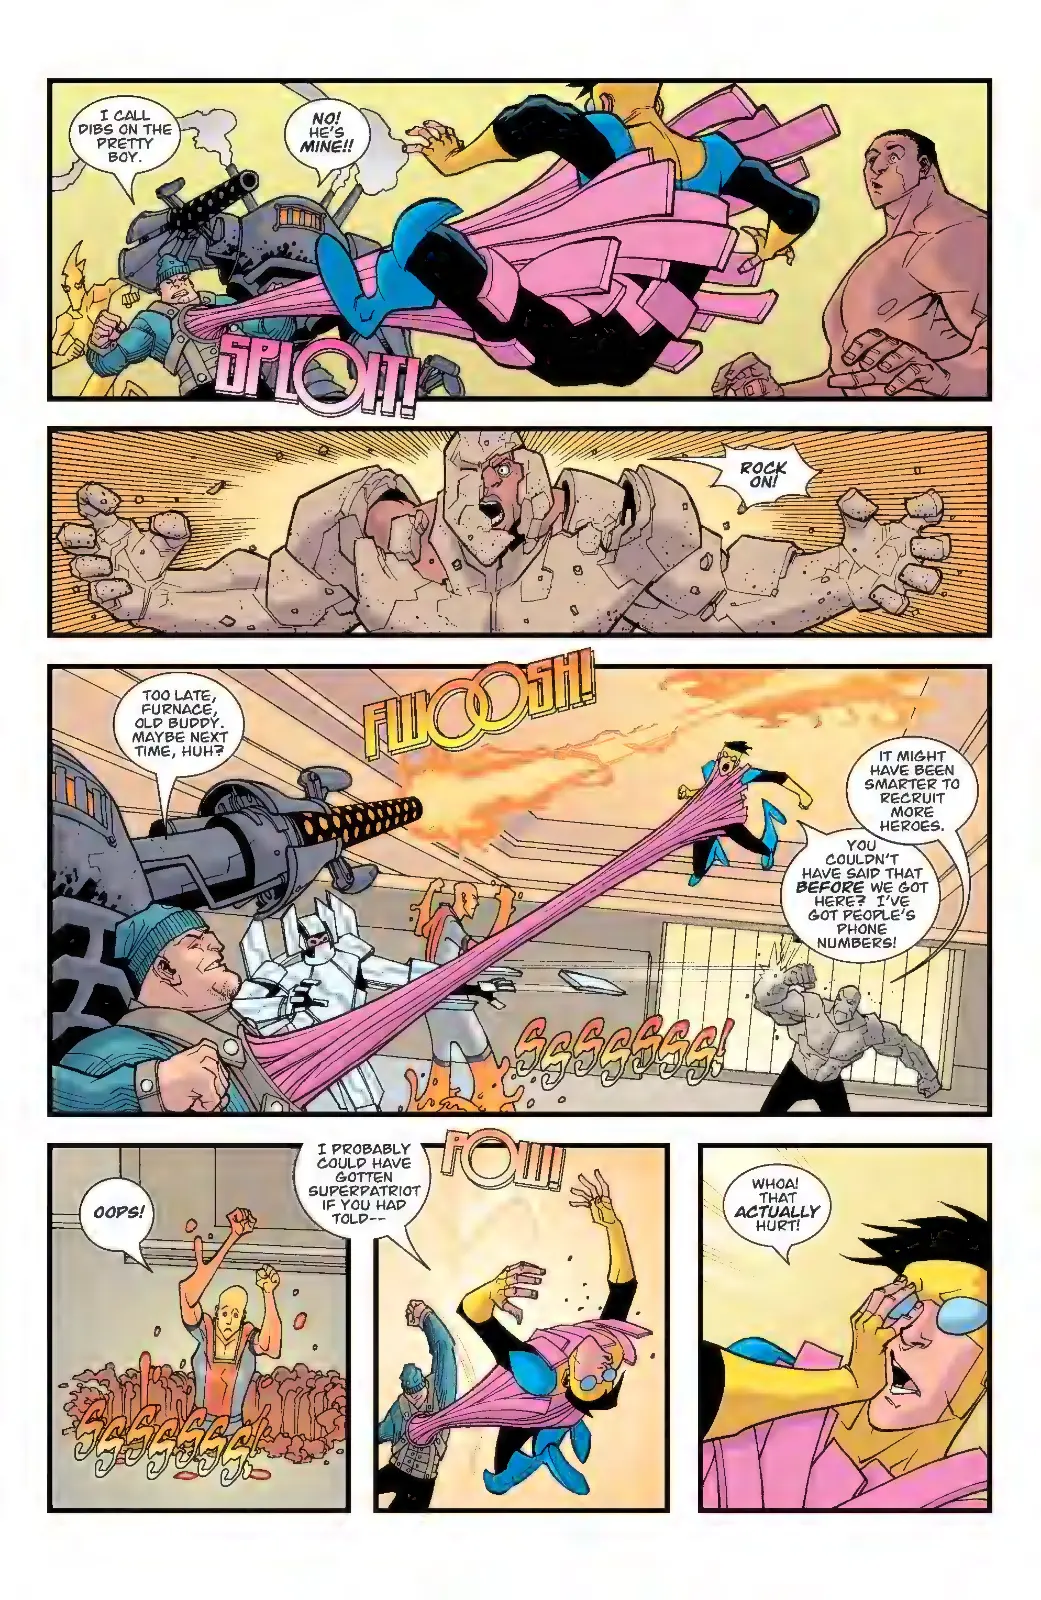 I CALL
DIBS ON THE
PRETTY
BOY.
NO!
HE'S
MINE!!
SPLOIT!
ROCK
ON!
TOO LATE,
FURNACE,
OLD BUDDY.
MAYBE NEXT
TIME, HUH?
FWOOSH!
IT MIGHT
HAVE BEEN
SMARTER TO
RECRUIT
MORE
HEROES.
YOU
COULDN'T
HAVE SAID THAT
BEFORE WE GOT
HERE? I'VE
GOT PEOPLE'S
PHONE
NUMBERS!
SSSSSSS!
OOPS!
SSSSSSS!
I PROBABLY
COULD HAVE
GOTTEN
SUPERPATRIOT
IF YOU HAD
TOLD--
POW!
WHOA!
THAT
ACTUALLY
HURT!